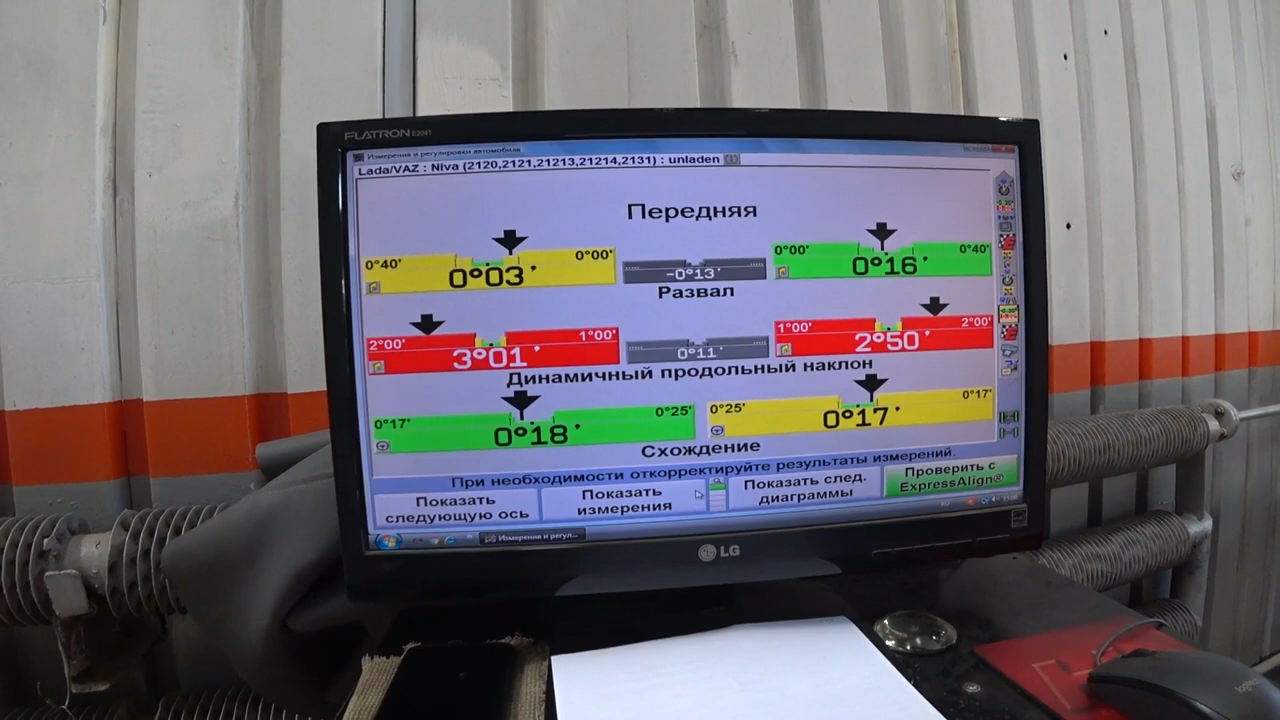 FLATRON E2041
Измерения и регулировки автомобиля
Lada/VAZ : Niva (2120,2121,21213,21214,2131) : unladen
Передняя
0°40' 0°00' 0°00' 0°40'
0°03' -0°13' 0°16'
Развал
2°00' 1°00' 1°00' 2°00'
3°01' 0°11' 2°50'
Динамичный продольный наклон
0°17' 0°25' 0°25' 0°17'
0°18' 0°17'
Схождение
При необходимости откорректируйте результаты измерений.
Показать следующую ось
Показать измерения
Показать след. диаграммы
Проверить с ExpressAlign®
Измерения и регул...
LG
logitech